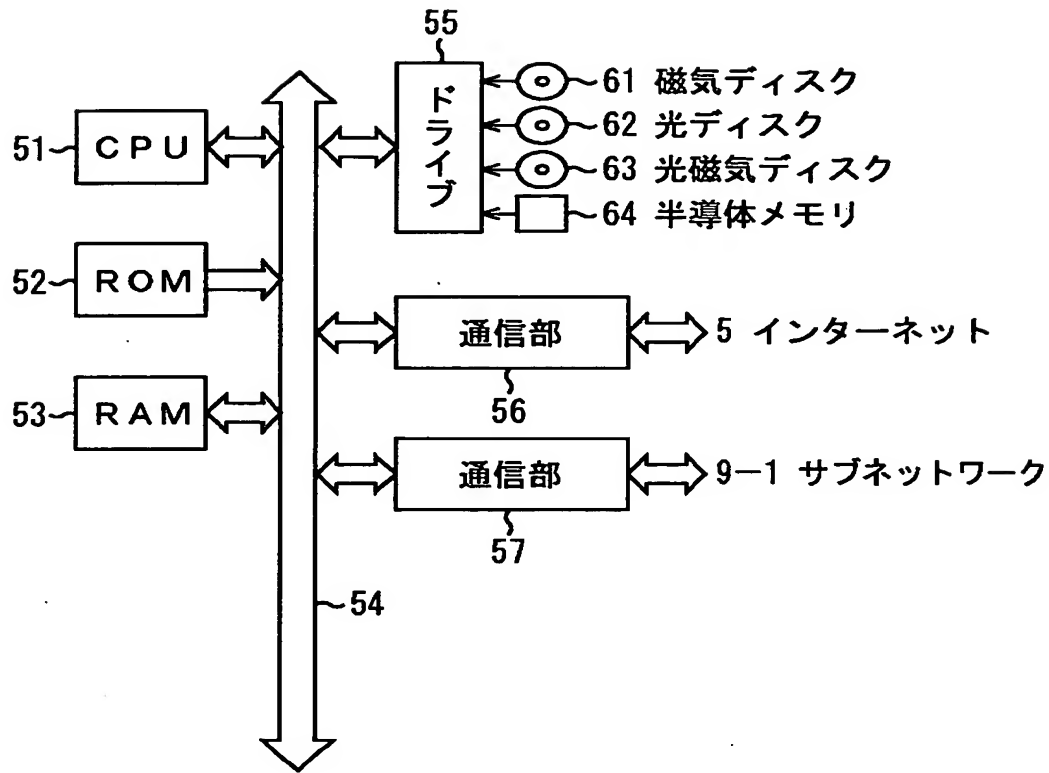 55
ドライブ
61 磁気ディスク
62 光ディスク
63 光磁気ディスク
64 半導体メモリ
51 CPU
52 ROM
53 RAM
通信部
5 インターネット
56
通信部
9-1 サブネットワーク
57
54